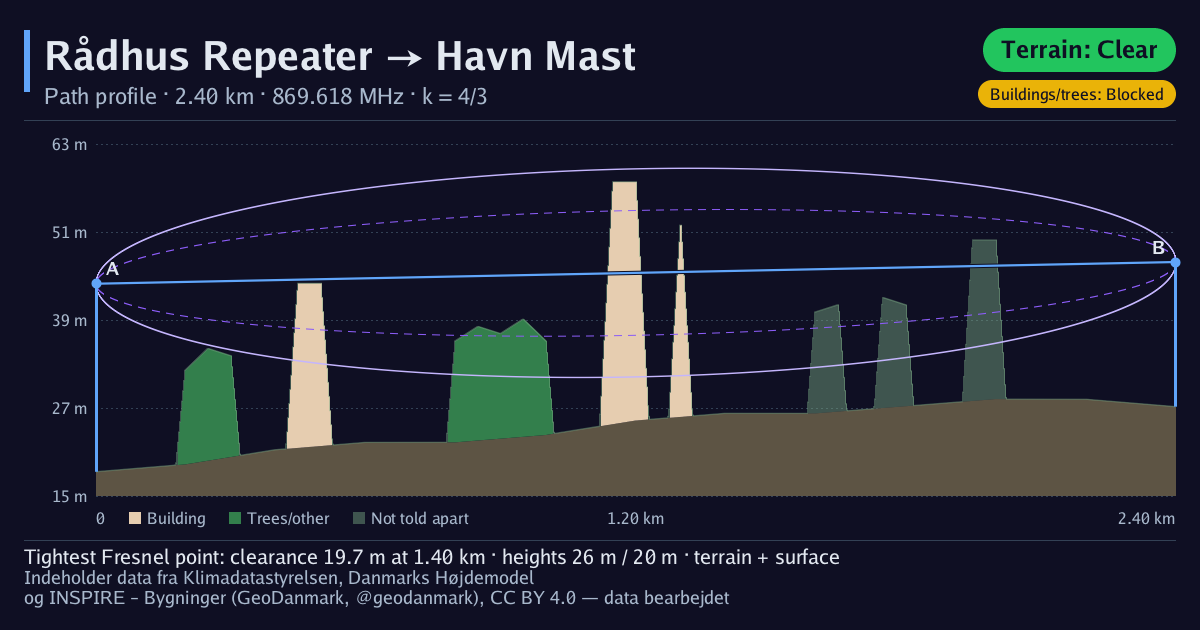 Rådhus Repeater → Havn Mast
Terrain: Clear
Path profile · 2.40 km · 869.618 MHz · k = 4/3
Buildings/trees: Blocked
63 m
51 m
39 m
27 m
15 m
A
B
0
Building
Trees/other
Not told apart
1.20 km
2.40 km
Tightest Fresnel point: clearance 19.7 m at 1.40 km · heights 26 m / 20 m · terrain + surface
Indeholder data fra Klimadatastyrelsen, Danmarks Højdemodel
og INSPIRE – Bygninger (GeoDanmark, @geodanmark), CC BY 4.0 — data bearbejdet